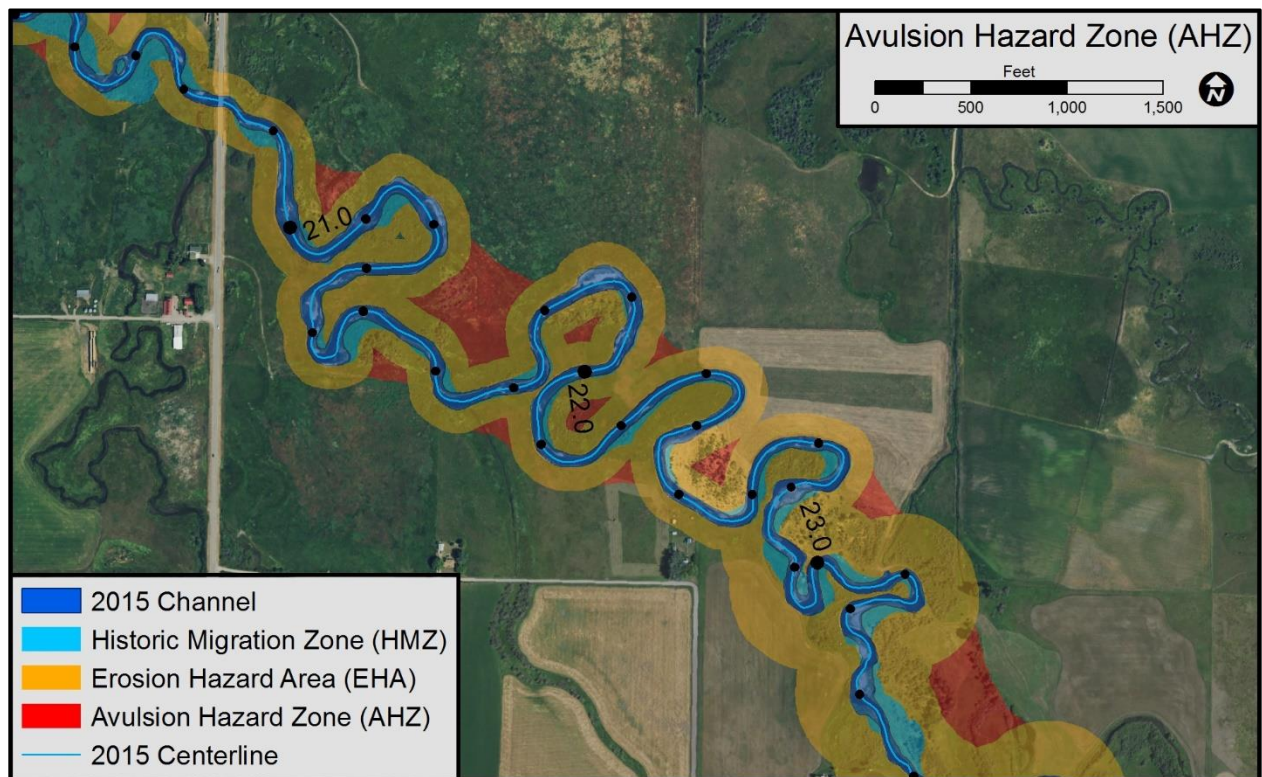 Avulsion Hazard Zone (AHZ)
Feet
0 500 1,000 1,500
N
21.0
22.0
23.0
2015 Channel
Historic Migration Zone (HMZ)
Erosion Hazard Area (EHA)
Avulsion Hazard Zone (AHZ)
2015 Centerline